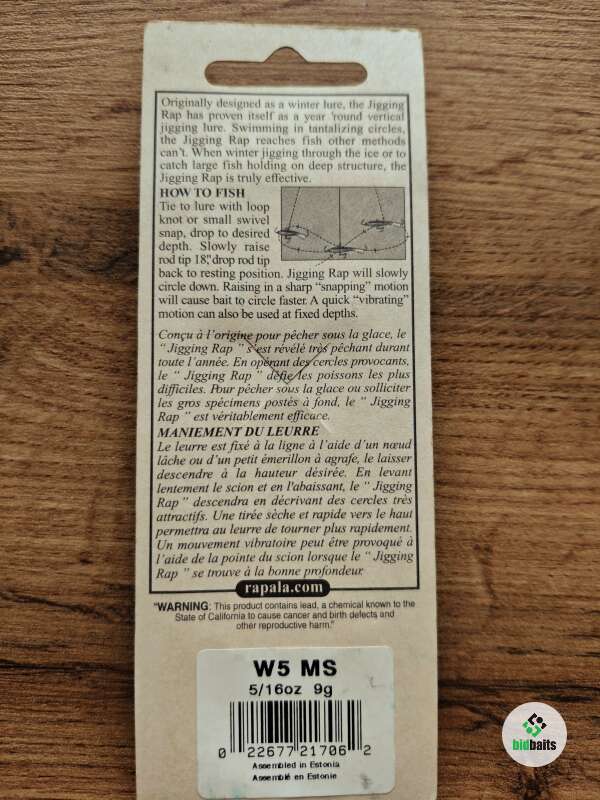 Originally designed as a winter lure, the Jigging
Rap has proven itself as a year 'round vertical
jigging lure. Swimming in tantalizing circles,
the Jigging Rap reaches fish other methods
can't. When winter jigging through the ice or to
catch large fish holding on deep structure, the
Jigging Rap is truly effective.
HOW TO FISH
Tie to lure with loop
knot or small swivel
snap, drop to desired
depth. Slowly raise
rod tip 18", drop rod tip
back to resting position. Jigging Rap will slowly
circle down. Raising in a sharp "snapping" motion
will cause bait to circle faster. A quick "vibrating"
motion can also be used at fixed depths.
Conçu à l'origine pour pêcher sous la glace, le
" Jigging Rap " s'est révélé très pêchant durant
toute l'année. En opérant des cercles provocants,
le " Jigging Rap " défie les poissons les plus
difficiles. Pour pêcher sous la glace ou solliciter
les gros spécimens postés à fond, le " Jigging
Rap " est véritablement efficace.
MANIEMENT DU LEURRE
Le leurre est fixé à la ligne à l'aide d'un nœud
lâche ou d'un petit émerillon à agrafe, le laisser
descendre à la hauteur désirée. En levant
lentement le scion et en l'abaissant, le " Jigging
Rap " descendra en décrivant des cercles très
attractifs. Une tirée sèche et rapide vers le haut
permettra au leurre de tourner plus rapidement.
Un mouvement vibratoire peut être provoqué à
l'aide de la pointe du scion lorsque le " Jigging
Rap " se trouve à la bonne profondeur.
rapala.com
"WARNING: This product contains lead, a chemical known to the
State of California to cause cancer and birth defects and
other reproductive harm."
W5 MS
5/16oz 9g
0 22677 21706 2
Assembled in Estonia
Assemblé en Estonie
bidbaits